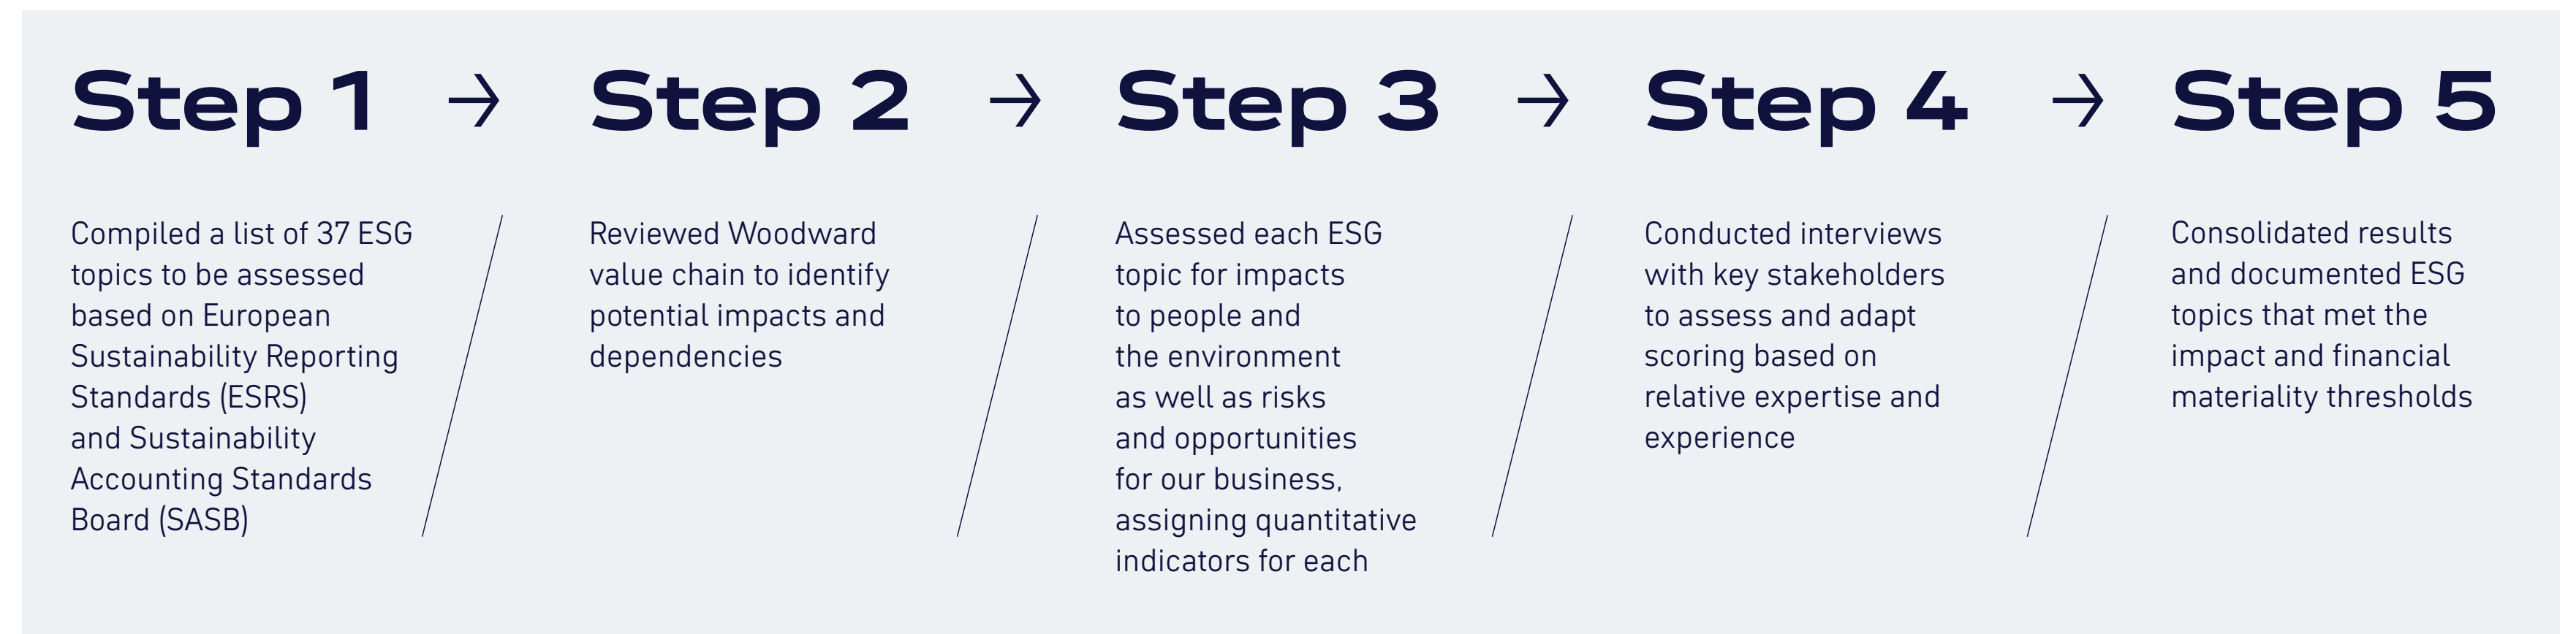 Step 1 → Step 2 → Step 3 → Step 4 → Step 5
Compiled a list of 37 ESG
topics to be assessed
based on European
Sustainability Reporting
Standards (ESRS)
and Sustainability
Accounting Standards
Board (SASB)
Reviewed Woodward
value chain to identify
potential impacts and
dependencies
Assessed each ESG
topic for impacts
to people and
the environment
as well as risks
and opportunities
for our business,
assigning quantitative
indicators for each
Conducted interviews
with key stakeholders
to assess and adapt
scoring based on
relative expertise and
experience
Consolidated results
and documented ESG
topics that met the
impact and financial
materiality thresholds